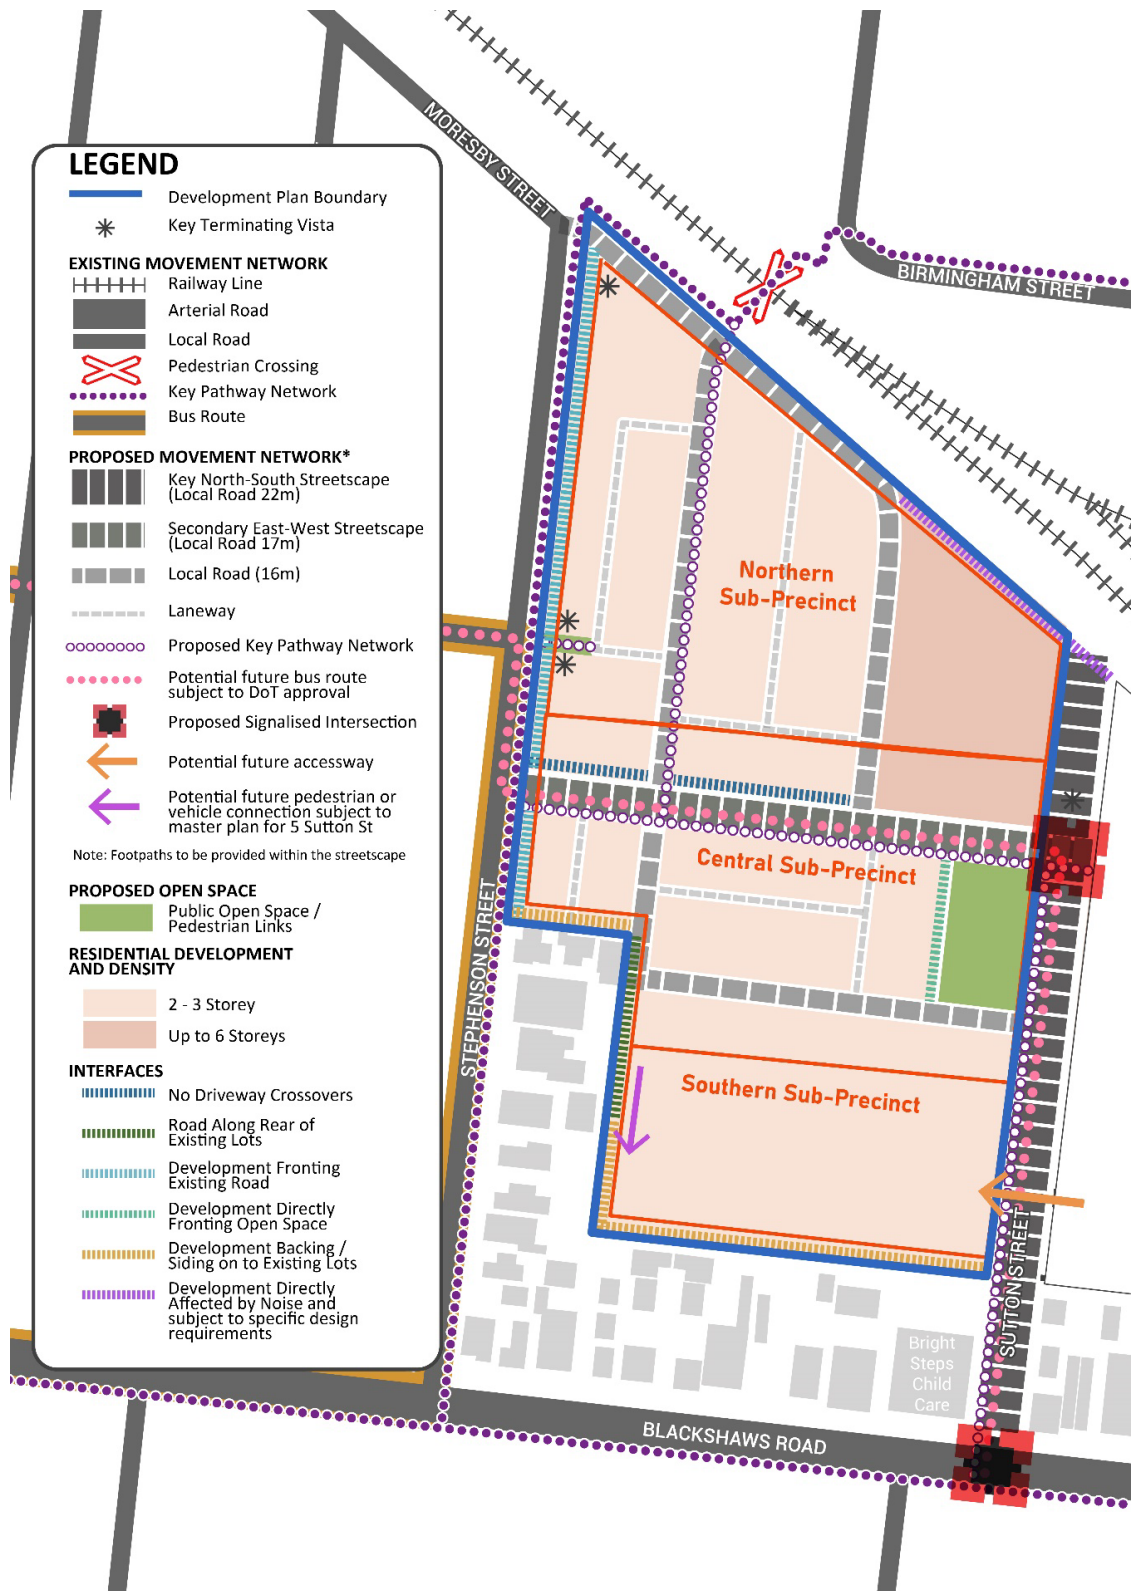 LEGEND
Development Plan Boundary
Key Terminating Vista
EXISTING MOVEMENT NETWORK
Railway Line
Arterial Road
Local Road
Pedestrian Crossing
Key Pathway Network
Bus Route
PROPOSED MOVEMENT NETWORK*
Key North-South Streetscape
(Local Road 22m)
Secondary East-West Streetscape
(Local Road 17m)
Local Road (16m)
Laneway
Proposed Key Pathway Network
Potential future bus route
subject to DoT approval
Proposed Signalised Intersection
Potential future accessway
Potential future pedestrian or
vehicle connection subject to
master plan for 5 Sutton St
Note: Footpaths to be provided within the streetscape
PROPOSED OPEN SPACE
Public Open Space /
Pedestrian Links
RESIDENTIAL DEVELOPMENT
AND DENSITY
2 - 3 Storey
Up to 6 Storeys
INTERFACES
No Driveway Crossovers
Road Along Rear of
Existing Lots
Development Fronting
Existing Road
Development Directly
Fronting Open Space
Development Backing /
Siding on to Existing Lots
Development Directly
Affected by Noise and
subject to specific design
requirements
MORESBY STREET
BIRMINGHAM STREET
Northern
Sub-Precinct
Central Sub-Precinct
STEPHENSON STREET
Southern Sub-Precinct
SUTTON STREET
Bright
Steps
Child
Care
BLACKSHAWS ROAD